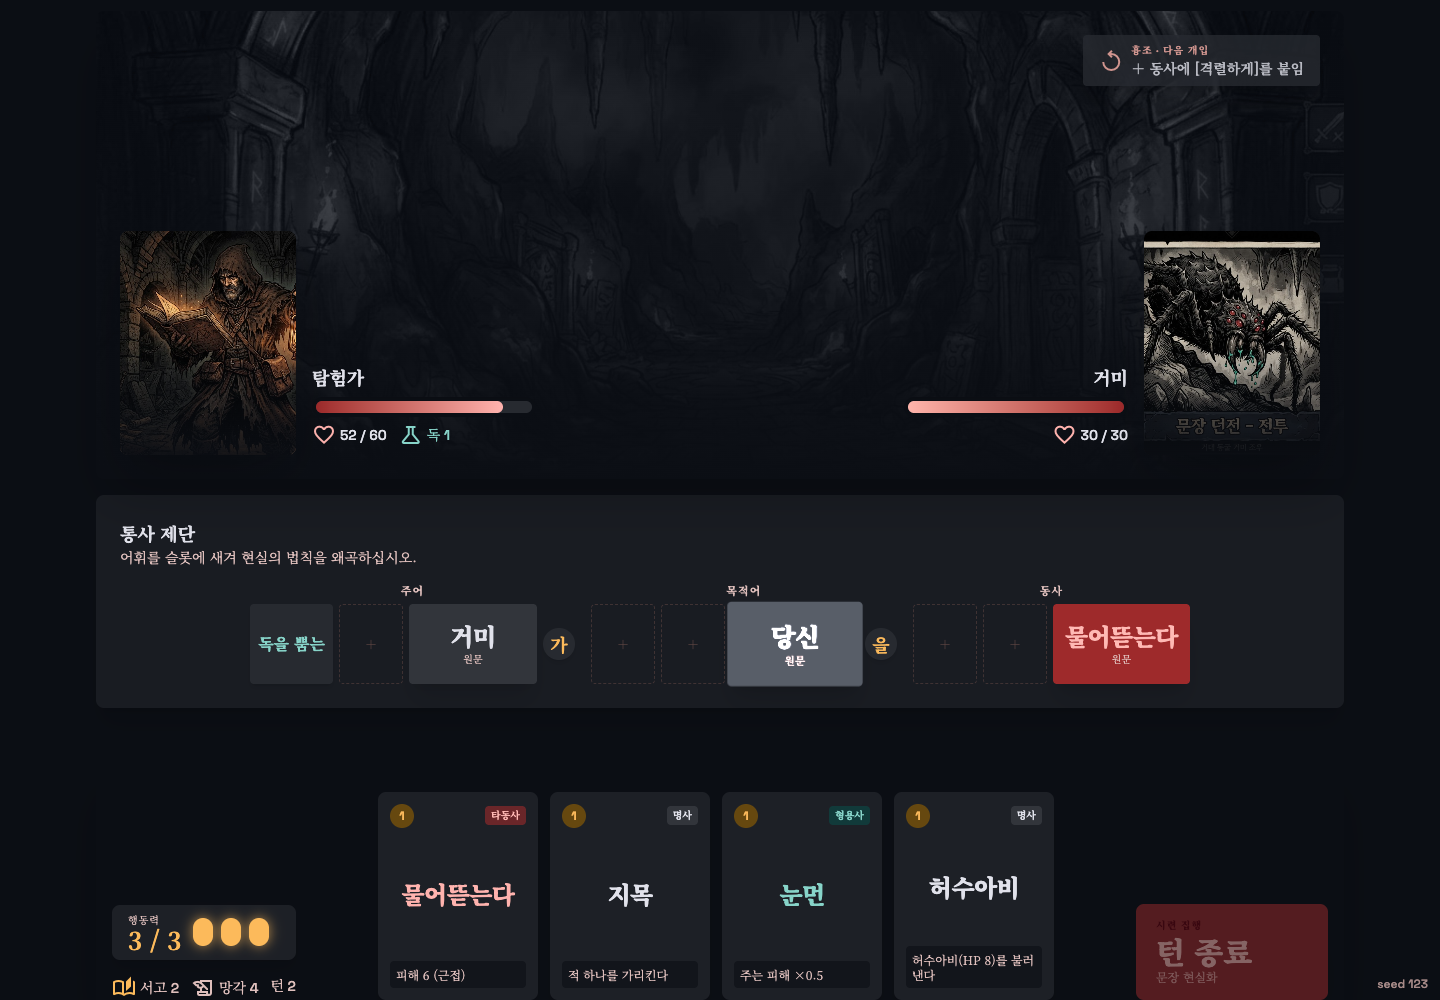 흉조 · 다음 개입
+ 동사에 [격렬하게]를 붙임
탐험가
52 / 60 독 1
거미
30 / 30
문장 던전 - 전투
통사 제단
어휘를 슬롯에 새겨 현실의 법칙을 왜곡하십시오.
주어 목적어 동사
독을 뿜는 + 거미 가 + + 당신 을 + + 물어뜯는다
원문 원문 원문
1 타동사
물어뜯는다
피해 6 (근접)
1 명사
지목
적 하나를 가리킨다
1 형용사
눈먼
주는 피해 ×0.5
1 명사
허수아비
허수아비(HP 8)를 불러
낸다
행동력
3 / 3
서고 2 망각 4 턴 2
시련 집행
턴 종료
문장 현실화
seed 123